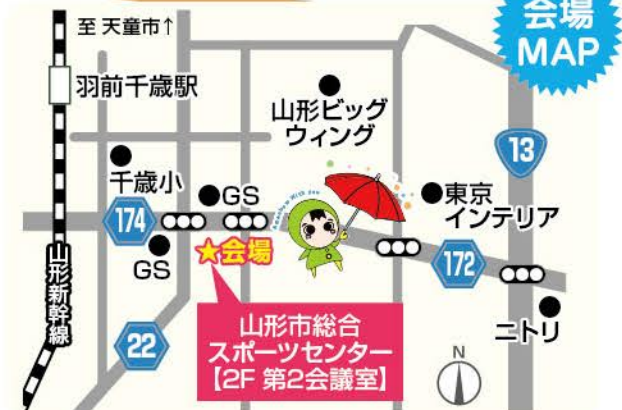 会場
MAP
至 天童市↑
羽前千歳駅
山形ビッグ
ウィング
13
千歳小
GS
東京
インテリア
174
★会場
GS
172
山形新幹線
山形市総合
スポーツセンター
【2F 第2会議室】
ニトリ
22
N